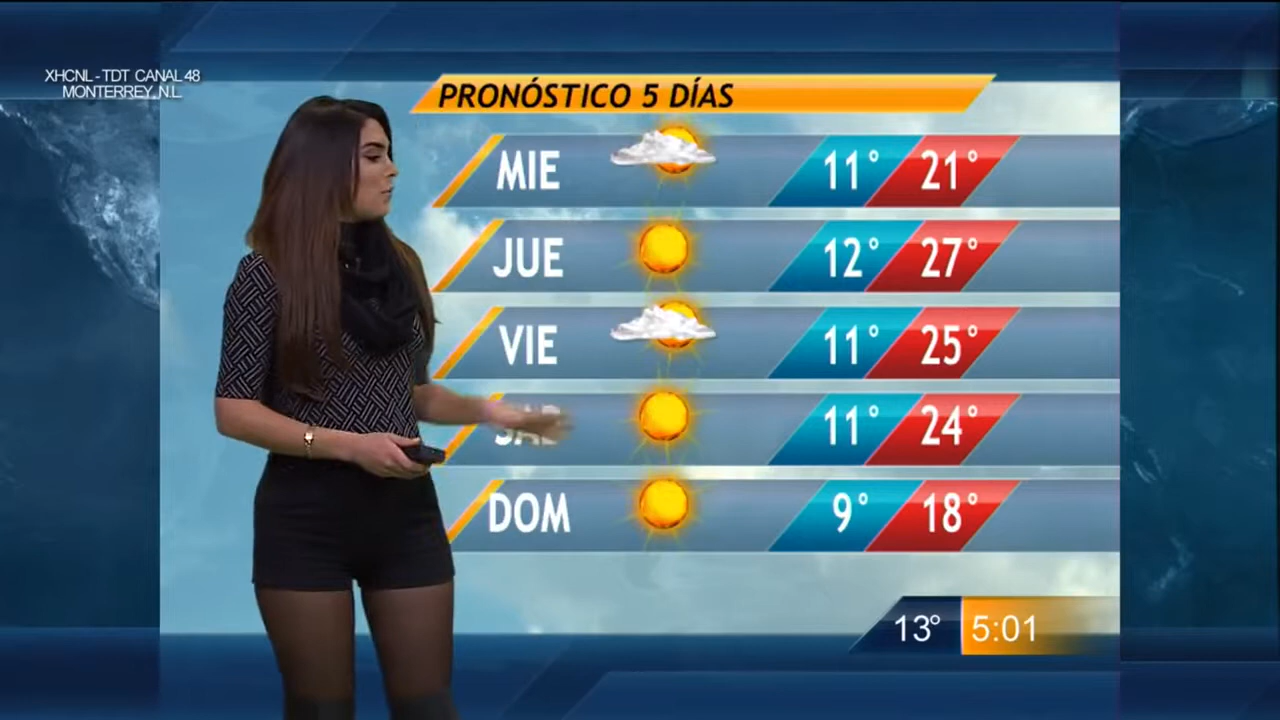 XHCNL - TDT CANAL 48
MONTERREY, N.L.
PRONÓSTICO 5 DÍAS
MIE 11° 21°
JUE 12° 27°
VIE 11° 25°
SAB 11° 24°
DOM 9° 18°
13° 5:01